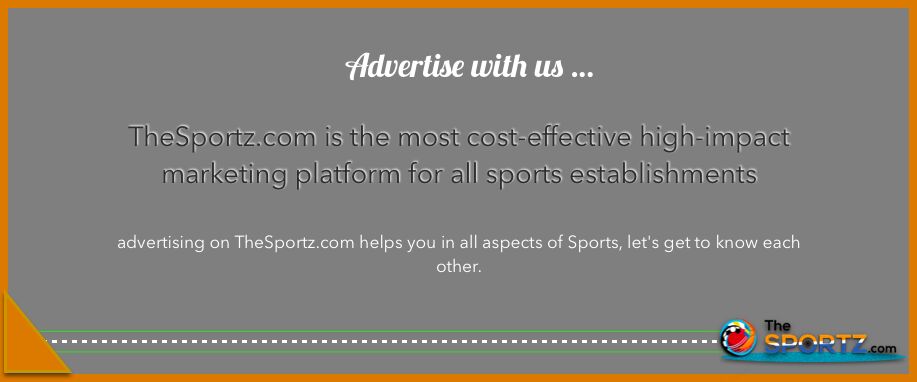 Advertise with us ...
TheSportz.com is the most cost-effective high-impact
marketing platform for all sports establishments
advertising on TheSportz.com helps you in all aspects of Sports, let's get to know each
other.
The
SPORTZ.com